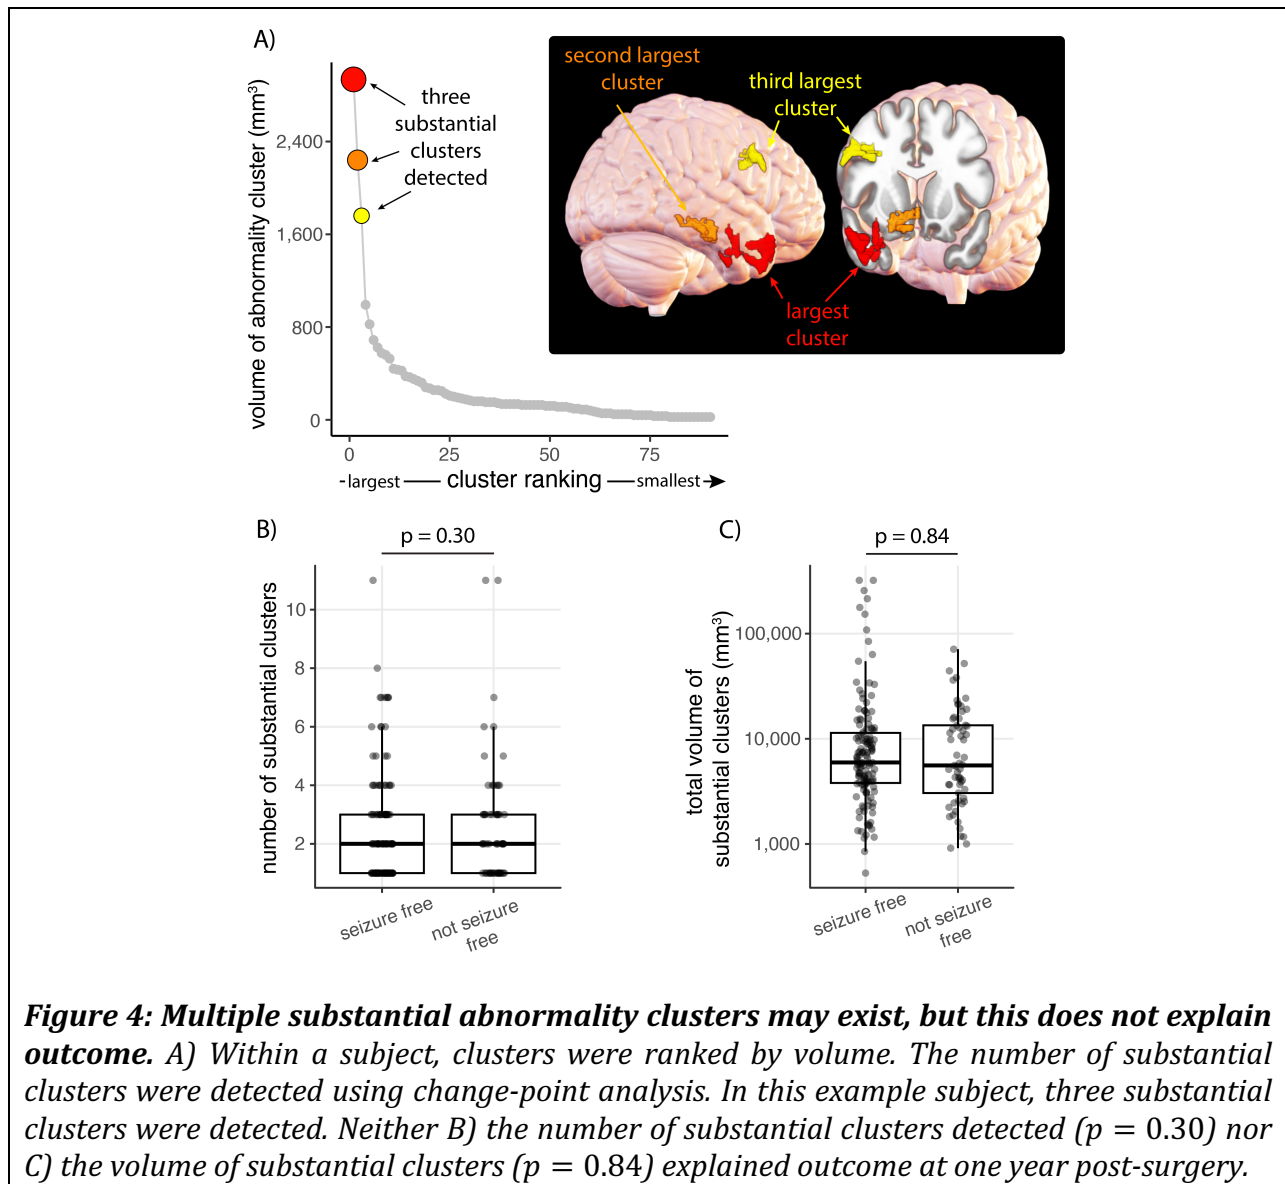 A)
volume of abnormality cluster (mm³)
2,400
1,600
800
0
three
substantial
clusters
detected
0
25
50
75
largest
cluster ranking
smallest
second largest
cluster
third largest
cluster
largest
cluster
B)
p = 0.30
number of substantial clusters
10
8
6
4
2
seizure free
not seizure
free
C)
p = 0.84
total volume of
substantial clusters (mm³)
100,000
10,000
1,000
seizure free
not seizure
free
Figure 4: Multiple substantial abnormality clusters may exist, but this does not explain
outcome. A) Within a subject, clusters were ranked by volume. The number of substantial
clusters were detected using change-point analysis. In this example subject, three substantial
clusters were detected. Neither B) the number of substantial clusters detected (p = 0.30) nor
C) the volume of substantial clusters (p = 0.84) explained outcome at one year post-surgery.